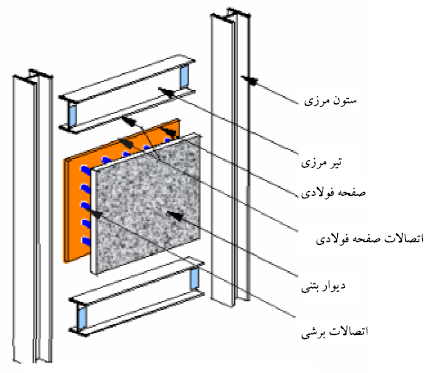 ستون مرزی
تیر مرزی
صفحه فولادی
اتصالات صفحه فولادی
دیوار بتنی
اتصالات برشی